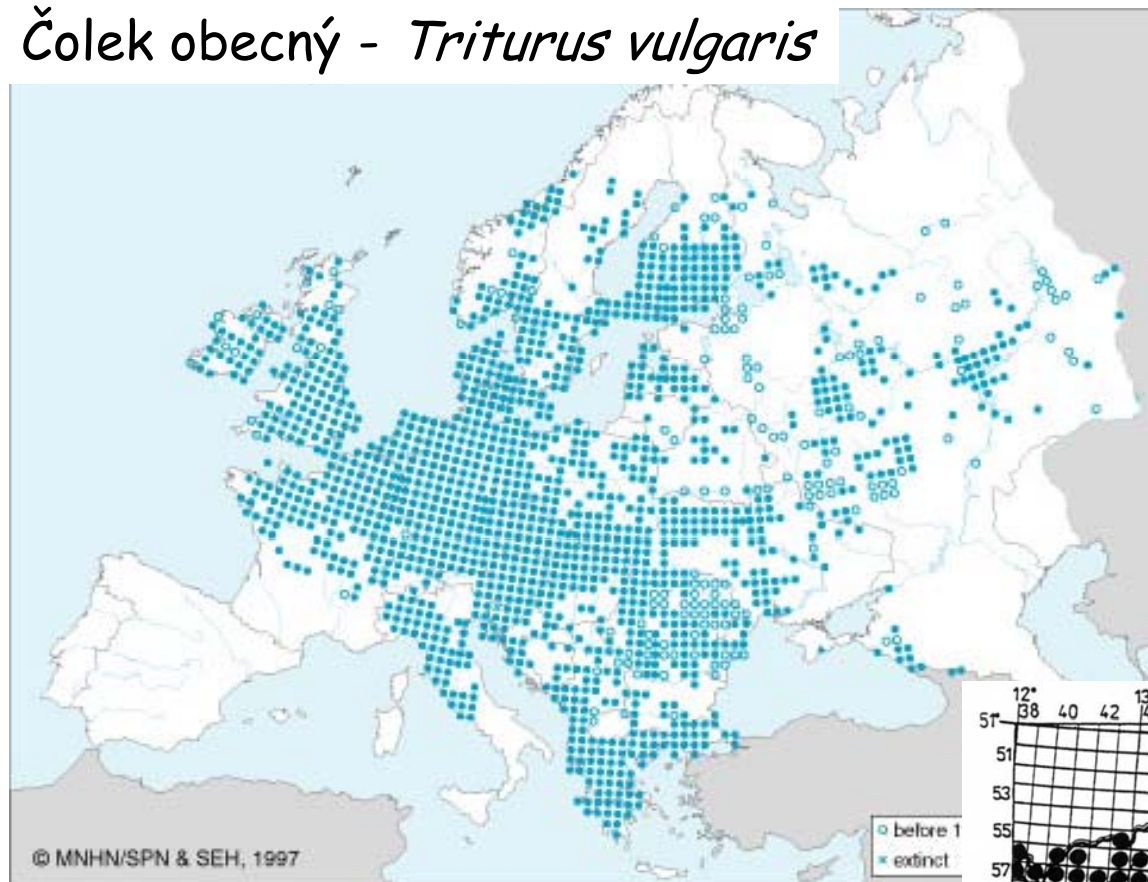 Čolek obecný - Triturus vulgaris
© MNHN/SPN & SEH, 1997
before 1
extinct
12° 13
38 40 42
51°
51
53
55
57